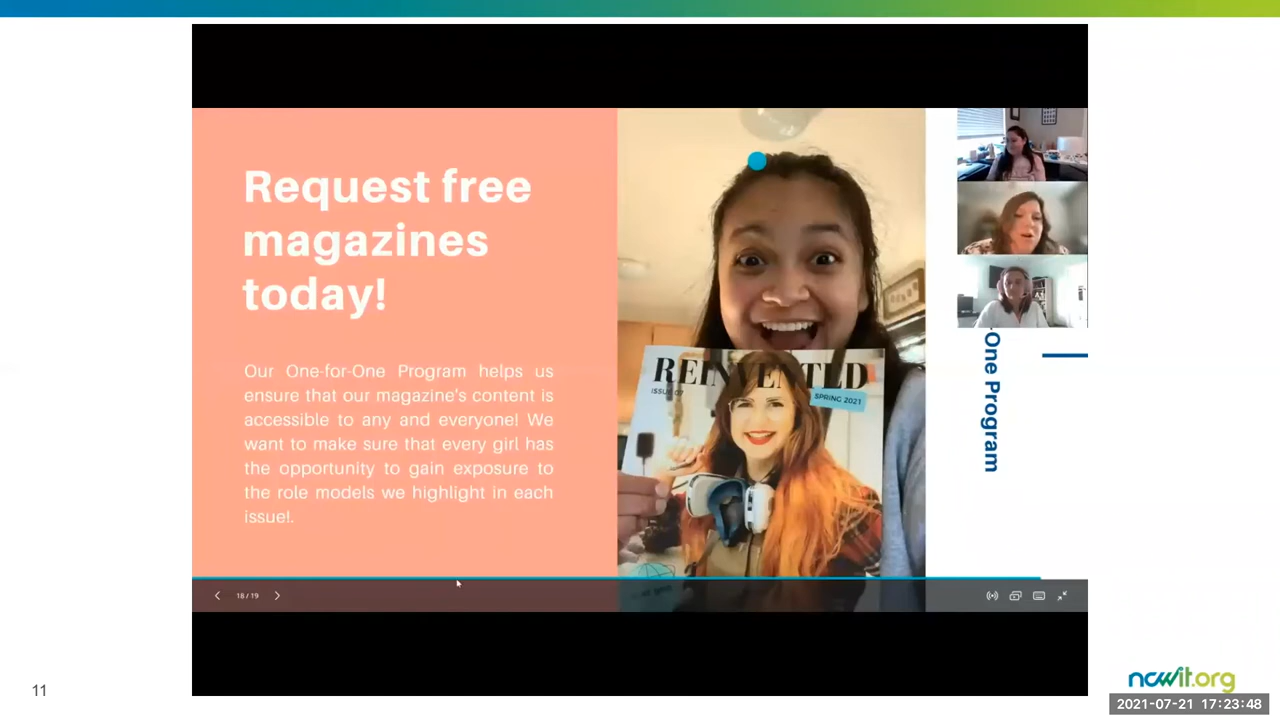 Request free
magazines
today!
Our One-for-One Program helps us
ensure that our magazine's content is
accessible to any and everyone! We
want to make sure that every girl has
the opportunity to gain exposure to
the role models we highlight in each
issue!.
REINVENTED
ISSUE 07
SPRING 2021
-One Program
18 / 19
11
ncwit.org
2021-07-21 17:23:48